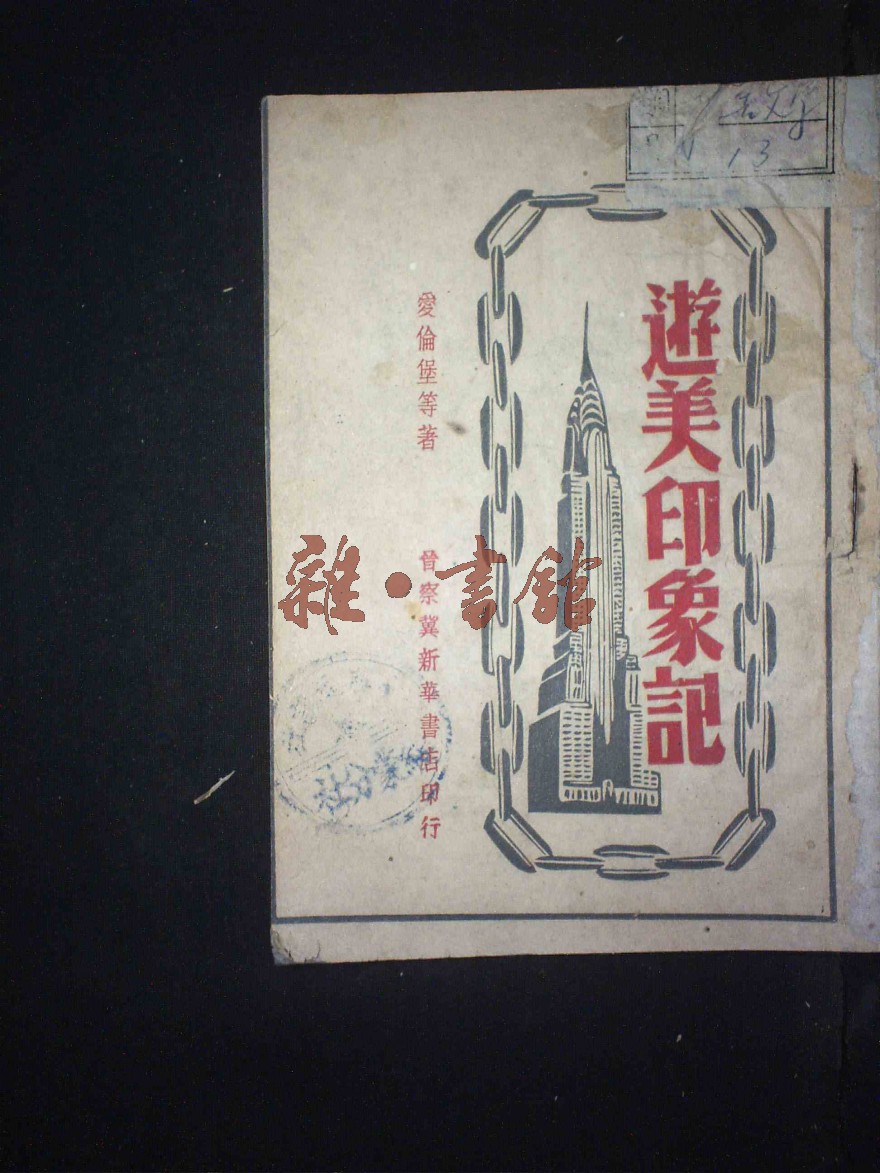 遊美印象記
愛倫堡等著
晉察冀新華書店印行
雜·書館
13